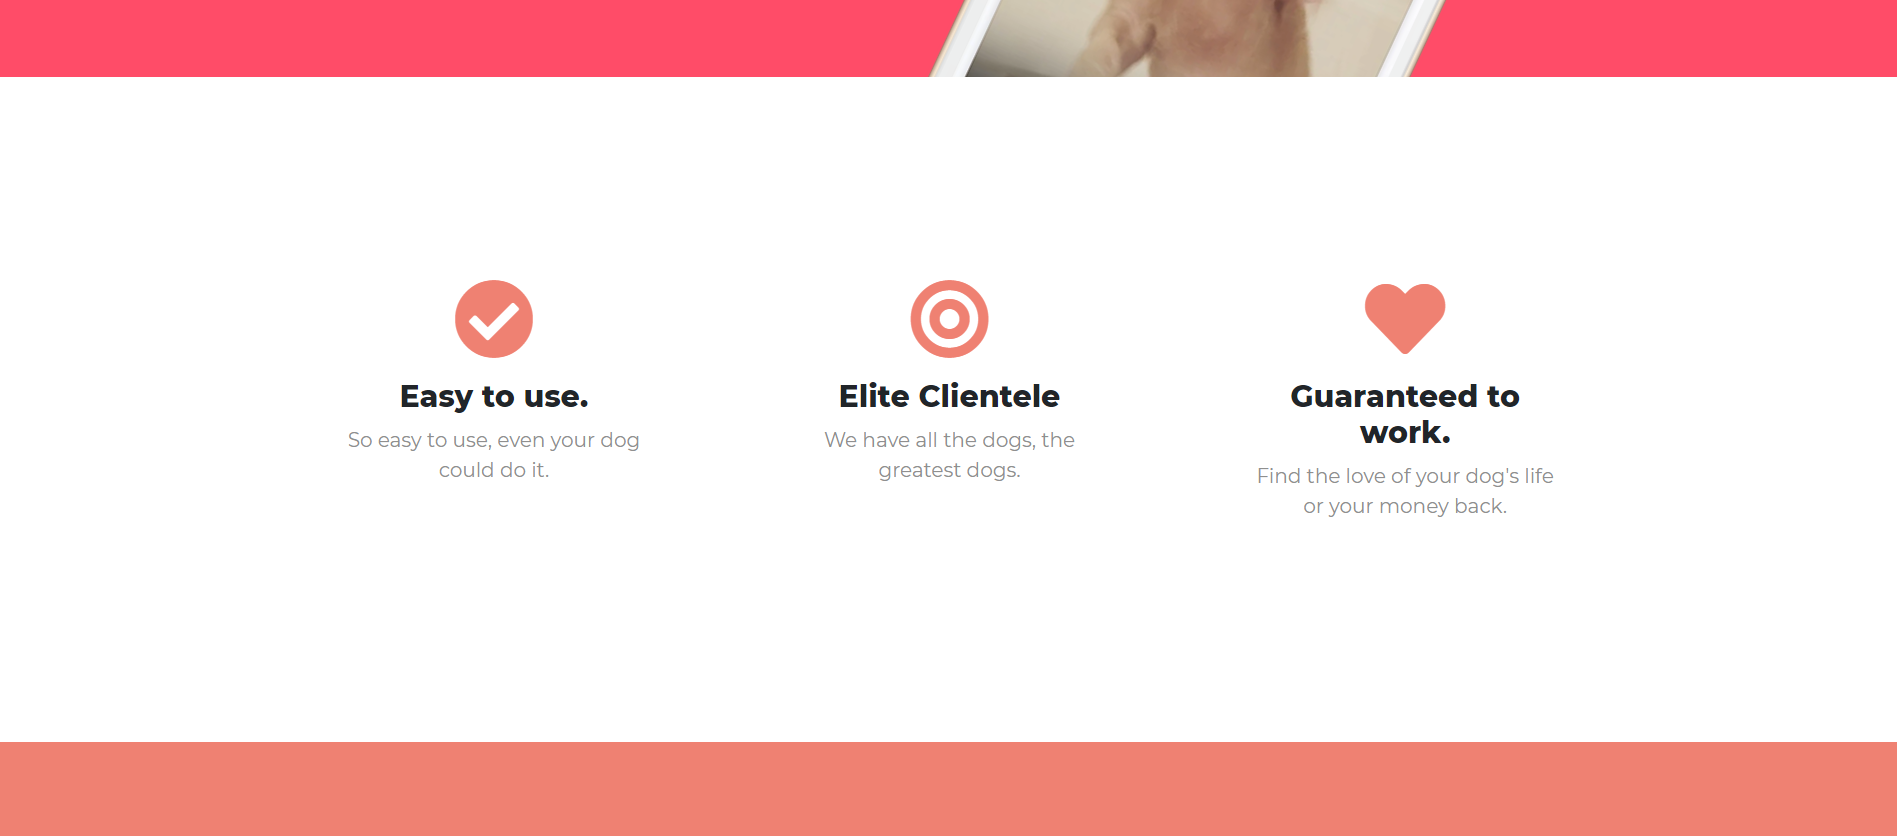 Easy to use.
So easy to use, even your dog
could do it.
Elite Clientele
We have all the dogs, the
greatest dogs.
Guaranteed to
work.
Find the love of your dog's life
or your money back.